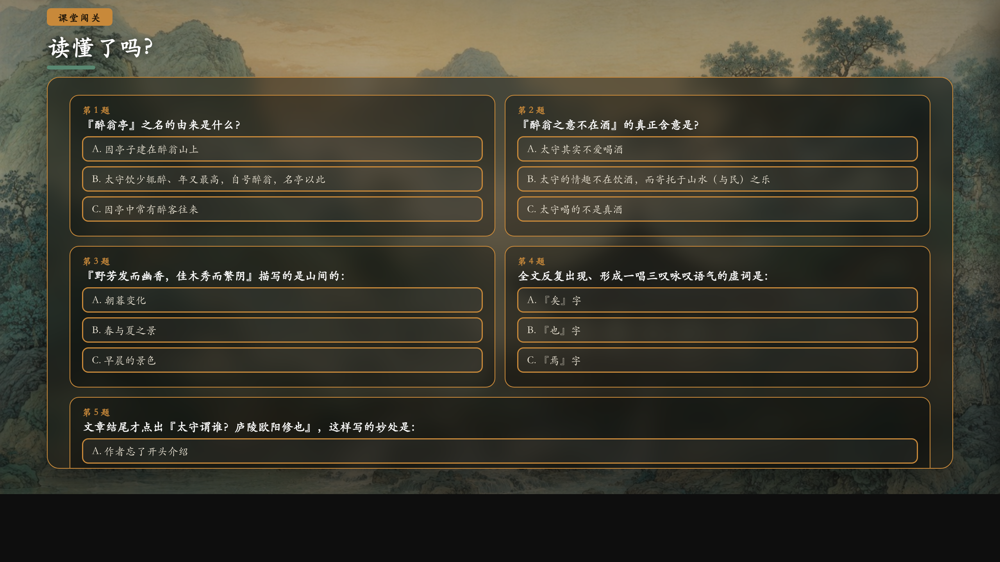 课堂闯关
读懂了吗？
第 1 题
『醉翁亭』之名的由来是什么？
A. 因亭子建在醉翁山上
B. 太守饮少辄醉、年又最高，自号醉翁，名亭以此
C. 因亭中常有醉客往来
第 2 题
『醉翁之意不在酒』的真正含意是？
A. 太守其实不爱喝酒
B. 太守的情趣不在饮酒，而寄托于山水（与民）之乐
C. 太守喝的不是真酒
第 3 题
『野芳发而幽香，佳木秀而繁阴』描写的是山间的：
A. 朝暮变化
B. 春与夏之景
C. 早晨的景色
第 4 题
全文反复出现、形成一唱三叹咏叹语气的虚词是：
A. 『矣』字
B. 『也』字
C. 『焉』字
第 5 题
文章结尾才点出『太守谓谁？庐陵欧阳修也』，这样写的妙处是：
A. 作者忘了开头介绍